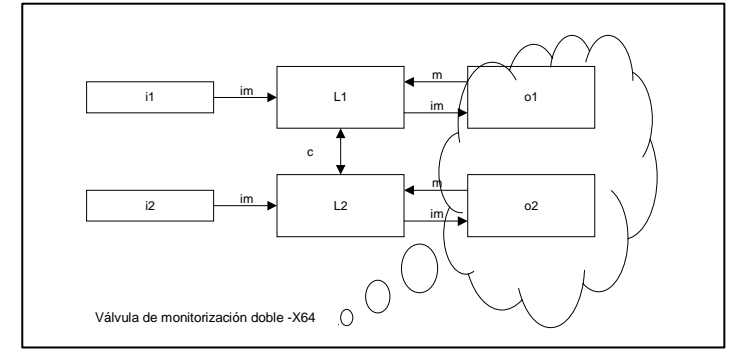 m
im
i1
im
L1
o1
c
m
i2
im
L2
im
o2
Válvula de monitorización doble -X64